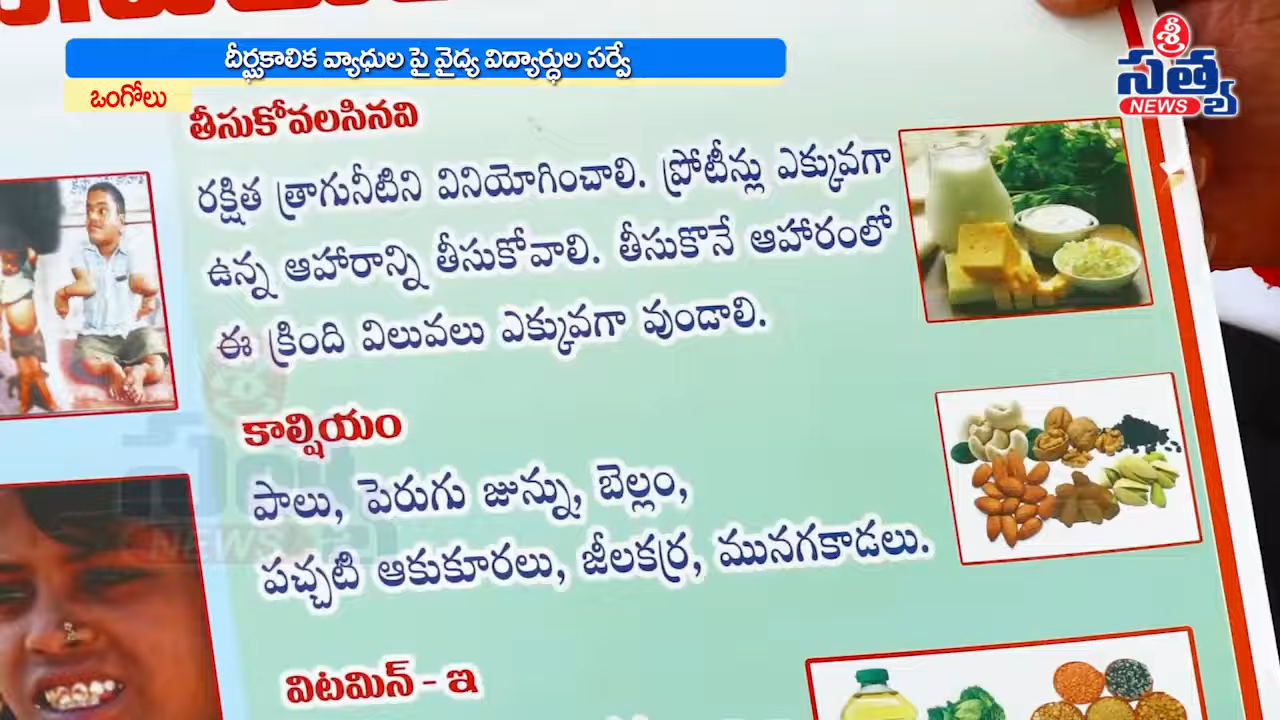 దీర్ఘకాలిక వ్యాధుల పై వైద్య విద్యార్థుల సర్వే
ఒంగోలు
శ్రీ
సత్య
NEWS
తీసుకోవలసినవి
రక్షిత త్రాగునీటిని వినియోగించాలి. ప్రోటీన్లు ఎక్కువగా
ఉన్న ఆహారాన్ని తీసుకోవాలి. తీసుకొనే ఆహారంలో
ఈ క్రింది విలువలు ఎక్కువగా వుండాలి.
కాల్షియం
పాలు, పెరుగు జున్ను, బెల్లం,
పచ్చటి ఆకుకూరలు, జీలకర్ర, మునగకాడలు.
విటమిన్ - ఇ